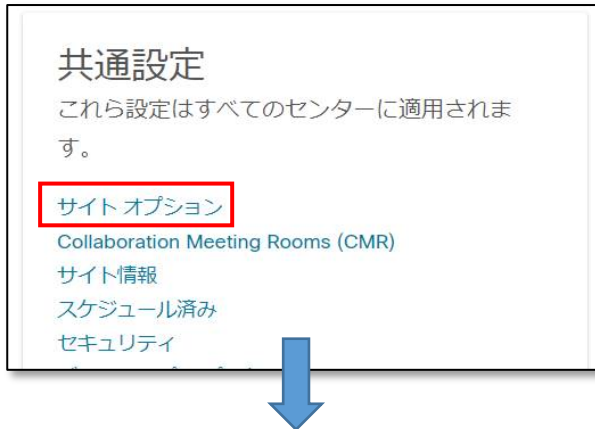 共通設定
これら設定はすべてのセンターに適用されま
す。
サイト オプション
Collaboration Meeting Rooms (CMR)
サイト情報
スケジュール済み
セキュリティ